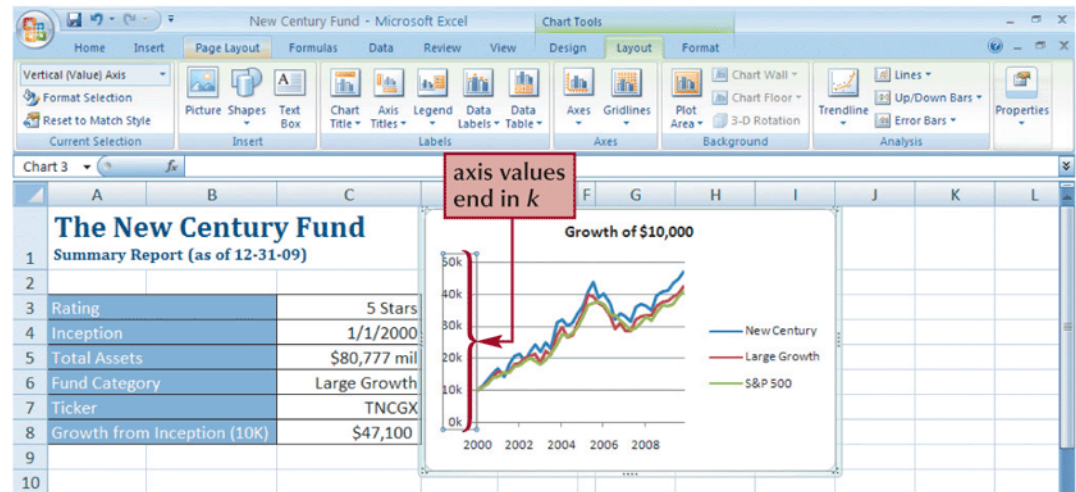 New Century Fund - Microsoft Excel
Chart Tools
Home Insert Page Layout Formulas Data Review View Design Layout Format
Vertical (Value) Axis
Format Selection
Reset to Match Style
Current Selection
Picture Shapes Text Box
Insert
Chart Title Axis Titles Legend Data Labels Data Table
Labels
Axes Gridlines
Axes
Plot Area
Chart Wall
Chart Floor
3-D Rotation
Background
Trendline
Lines
Up/Down Bars
Error Bars
Analysis
Properties
Chart 3 fx
axis values
end in k
A B C F G H I J K L
1 The New Century Fund
Summary Report (as of 12-31-09)
2
3 Rating 5 Stars
4 Inception 1/1/2000
5 Total Assets $80,777 mil
6 Fund Category Large Growth
7 Ticker TNCGX
8 Growth from Inception (10K) $47,100
9
10
Growth of $10,000
50k
40k
30k
20k
10k
0k
2000 2002 2004 2006 2008
New Century
Large Growth
S&P 500